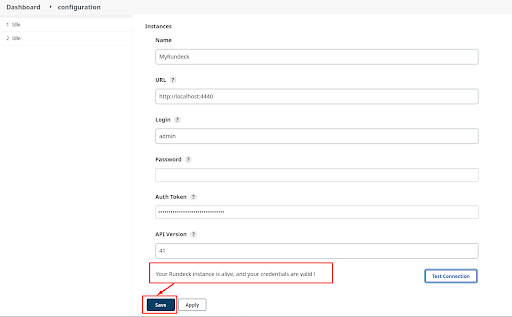 Dashboard › configuration
1 Idle
2 Idle
Instances
Name
MyRundeck
URL ?
http://localhost:4440
Login ?
admin
Password ?
Auth Token ?
••••••••••••••••••••••••••••••••
API Version ?
41
Your Rundeck instance is alive, and your credentials are valid !
Test Connection
Save Apply